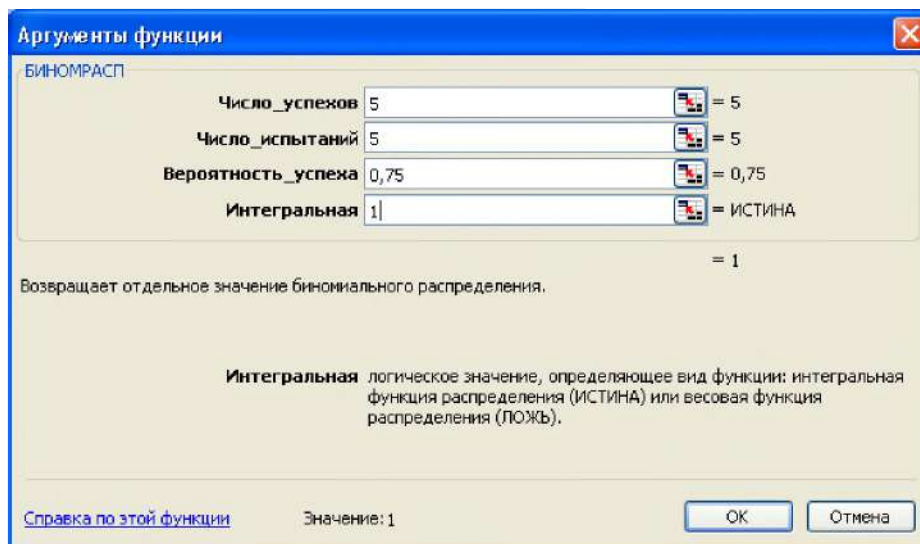 Аргументы функции
БИНОМРАСП
Число_успехов 5 = 5
Число_испытаний 5 = 5
Вероятность_успеха 0,75 = 0,75
Интегральная 1 = ИСТИНА
= 1
Возвращает отдельное значение биномиального распределения.
Интегральная логическое значение, определяющее вид функции: интегральная
функция распределения (ИСТИНА) или весовая функция
распределения (ЛОЖЬ).
Справка по этой функции Значение: 1 ОК Отмена